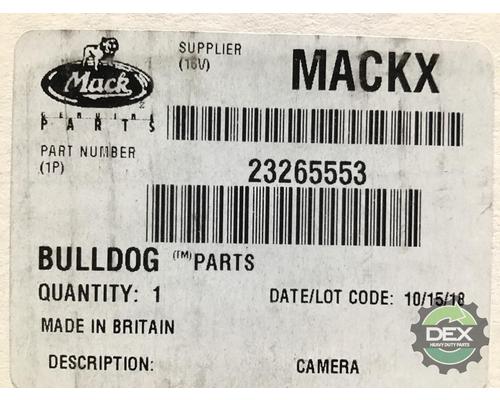 SUPPLIER
(16V)
MACKX
Mack
GENUINE
PARTS
PART NUMBER
(1P)
23265553
BULLDOG (TM) PARTS
QUANTITY: 1
DATE/LOT CODE: 10/15/18
MADE IN BRITAIN
DESCRIPTION: CAMERA
DEX
HEAVY DUTY PARTS